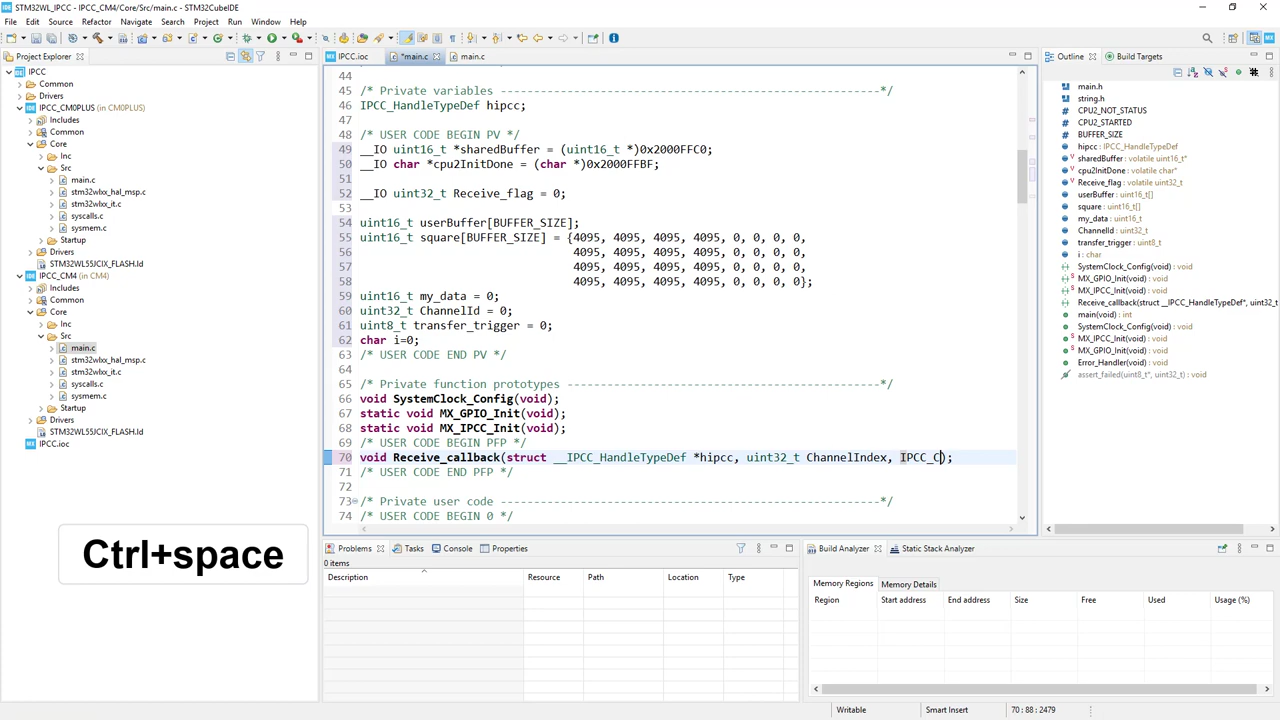 STM32WL_IPCC - IPCC_CM4/Core/Src/main.c - STM32CubeIDE
File Edit Source Refactor Navigate Search Project Run Window Help
Project Explorer
IPCC
Common
Drivers
IPCC_CM0PLUS (in CM0PLUS)
Includes
Common
Core
Inc
Src
main.c
stm32wlxx_hal_msp.c
stm32wlxx_it.c
syscalls.c
sysmem.c
Startup
Drivers
STM32WL55JCIX_FLASH.ld
IPCC_CM4 (in CM4)
Includes
Common
Core
Inc
Src
main.c
stm32wlxx_hal_msp.c
stm32wlxx_it.c
syscalls.c
sysmem.c
Startup
Drivers
STM32WL55JCIX_FLASH.ld
IPCC.ioc
IPCC.ioc *main.c main.c
44
45 /* Private variables ---------------------------------------------------------*/
46 IPCC_HandleTypeDef hipcc;
47
48 /* USER CODE BEGIN PV */
49 __IO uint16_t *sharedBuffer = (uint16_t *)0x2000FFC0;
50 __IO char *cpu2InitDone = (char *)0x2000FFBF;
51
52 __IO uint32_t Receive_flag = 0;
53
54 uint16_t userBuffer[BUFFER_SIZE];
55 uint16_t square[BUFFER_SIZE] = {4095, 4095, 4095, 4095, 0, 0, 0, 0,
56 4095, 4095, 4095, 4095, 0, 0, 0, 0,
57 4095, 4095, 4095, 4095, 0, 0, 0, 0,
58 4095, 4095, 4095, 4095, 0, 0, 0, 0};
59 uint16_t my_data = 0;
60 uint32_t ChannelId = 0;
61 uint8_t transfer_trigger = 0;
62 char i=0;
63 /* USER CODE END PV */
64
65 /* Private function prototypes -----------------------------------------------*/
66 void SystemClock_Config(void);
67 static void MX_GPIO_Init(void);
68 static void MX_IPCC_Init(void);
69 /* USER CODE BEGIN PFP */
70 void Receive_callback(struct __IPCC_HandleTypeDef *hipcc, uint32_t ChannelIndex, IPCC_C);
71 /* USER CODE END PFP */
72
73 /* Private user code ---------------------------------------------------------*/
74 /* USER CODE BEGIN 0 */
Ctrl+space
Outline Build Targets
main.h
string.h
CPU2_NOT_STATUS
CPU2_STARTED
BUFFER_SIZE
hipcc : IPCC_HandleTypeDef
sharedBuffer : volatile uint16_t*
cpu2InitDone : volatile char*
Receive_flag : volatile uint32_t
userBuffer : uint16_t[]
square : uint16_t[]
my_data : uint16_t
ChannelId : uint32_t
transfer_trigger : uint8_t
i : char
SystemClock_Config(void) : void
MX_GPIO_Init(void) : void
MX_IPCC_Init(void) : void
Receive_callback(struct __IPCC_HandleTypeDef*, uint32_t
main(void) : int
SystemClock_Config(void) : void
MX_IPCC_Init(void) : void
MX_GPIO_Init(void) : void
Error_Handler(void) : void
assert_failed(uint8_t*, uint32_t) : void
Problems Tasks Console Properties
0 items
Description Resource Path Location Type
Build Analyzer Static Stack Analyzer
Memory Regions Memory Details
Region Start address End address Size Free Used Usage (%)
Writable Smart Insert 70 : 88 : 2479